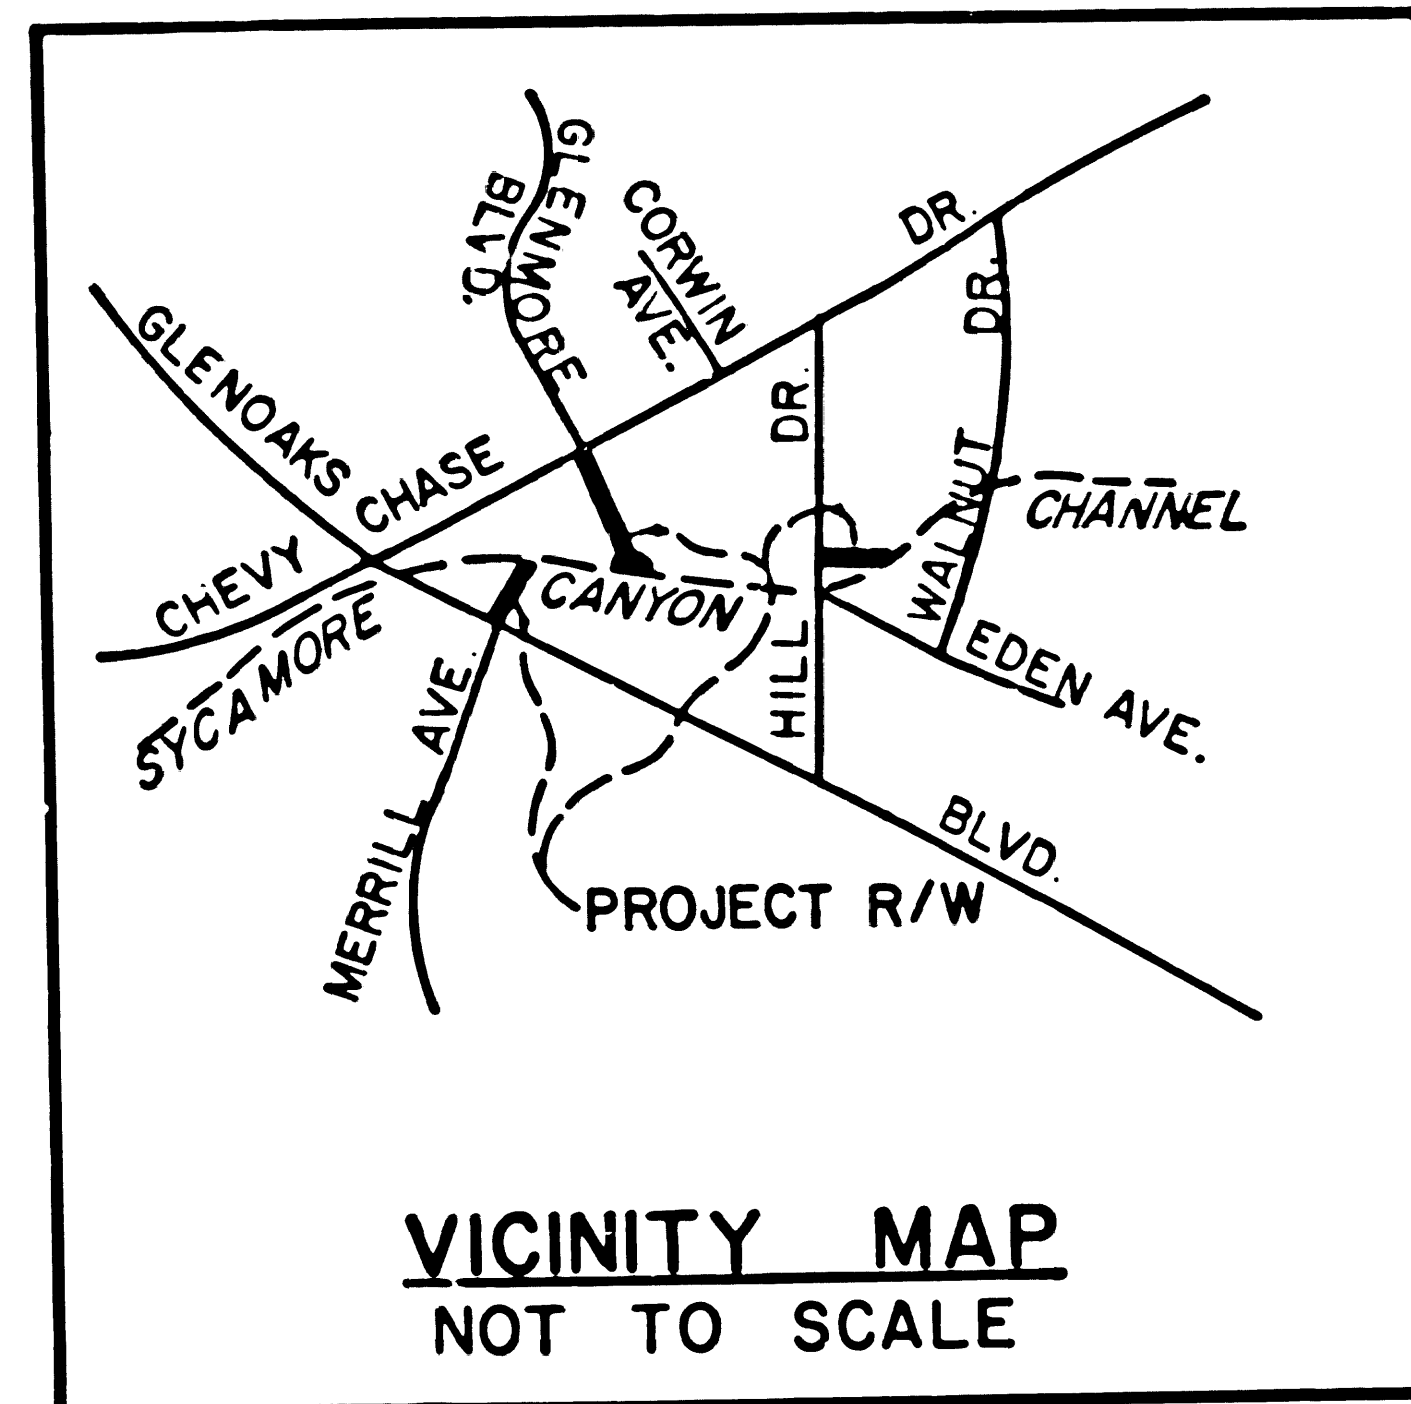 GLENMORE
BLVD.
CORWIN
AVE.
GLENOAKS
BLVD.
CHEVY CHASE DR.
HILL DR.
WALNUT DR.
SYCAMORE CANYON CHANNEL
EDEN AVE.
MERRILL AVE.
PROJECT R/W
VICINITY MAP
NOT TO SCALE